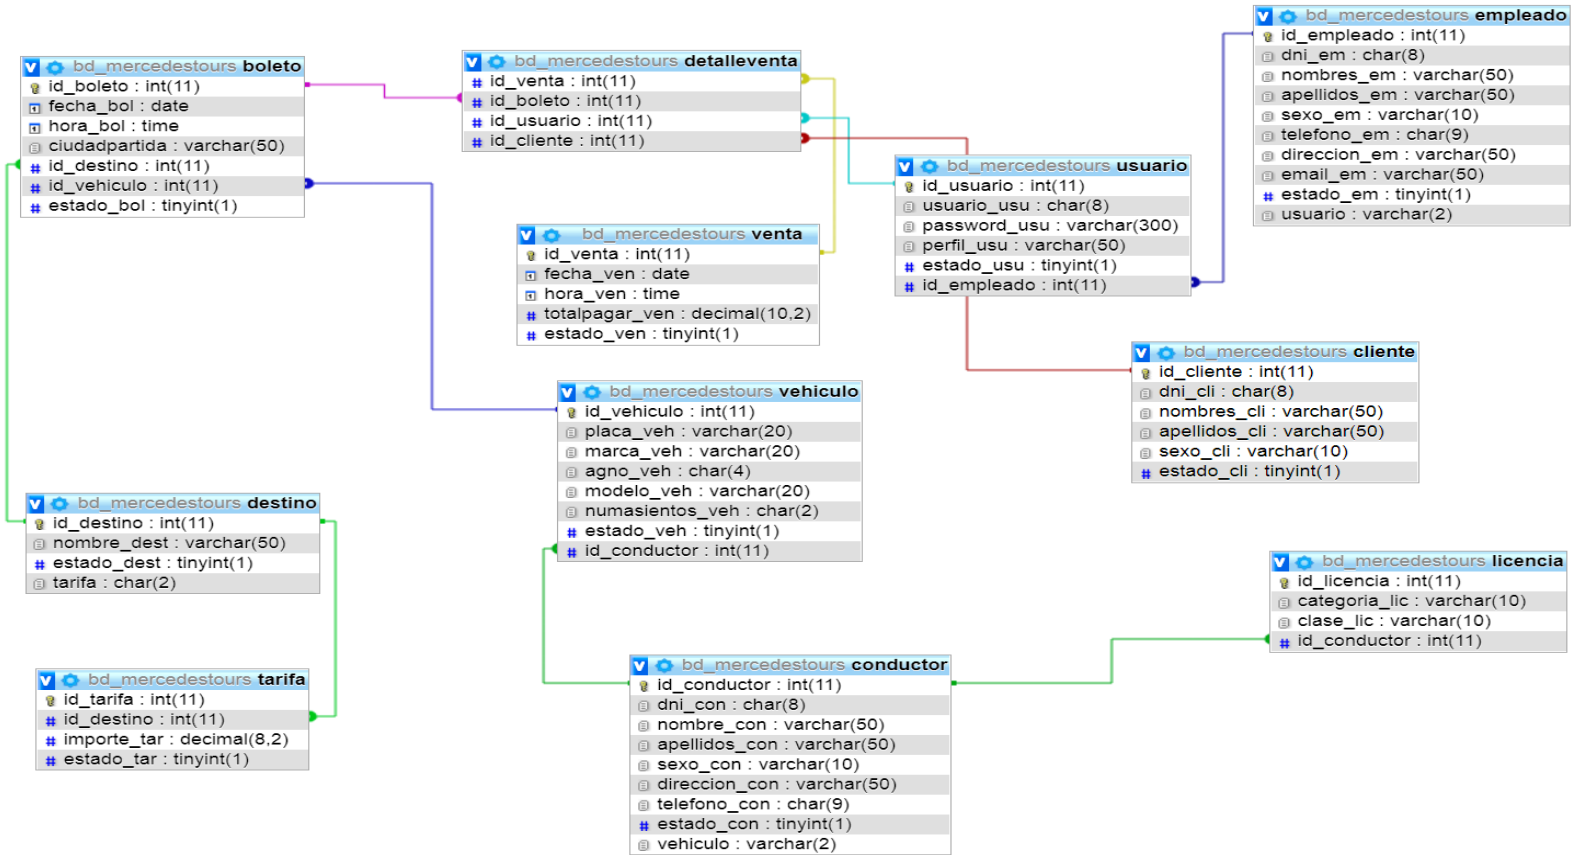 bd_mercedestours boleto
id_boleto : int(11)
fecha_bol : date
hora_bol : time
ciudadpartida : varchar(50)
id_destino : int(11)
id_vehiculo : int(11)
estado_bol : tinyint(1)
bd_mercedestours detalleventa
id_venta : int(11)
id_boleto : int(11)
id_usuario : int(11)
id_cliente : int(11)
bd_mercedestours empleado
id_empleado : int(11)
dni_em : char(8)
nombres_em : varchar(50)
apellidos_em : varchar(50)
sexo_em : varchar(10)
telefono_em : char(9)
direccion_em : varchar(50)
email_em : varchar(50)
estado_em : tinyint(1)
usuario : varchar(2)
bd_mercedestours usuario
id_usuario : int(11)
usuario_usu : char(8)
password_usu : varchar(300)
perfil_usu : varchar(50)
estado_usu : tinyint(1)
id_empleado : int(11)
bd_mercedestours venta
id_venta : int(11)
fecha_ven : date
hora_ven : time
totalpagar_ven : decimal(10,2)
estado_ven : tinyint(1)
bd_mercedestours cliente
id_cliente : int(11)
dni_cli : char(8)
nombres_cli : varchar(50)
apellidos_cli : varchar(50)
sexo_cli : varchar(10)
estado_cli : tinyint(1)
bd_mercedestours vehiculo
id_vehiculo : int(11)
placa_veh : varchar(20)
marca_veh : varchar(20)
agno_veh : char(4)
modelo_veh : varchar(20)
numasientos_veh : char(2)
estado_veh : tinyint(1)
id_conductor : int(11)
bd_mercedestours destino
id_destino : int(11)
nombre_dest : varchar(50)
estado_dest : tinyint(1)
tarifa : char(2)
bd_mercedestours licencia
id_licencia : int(11)
categoria_lic : varchar(10)
clase_lic : varchar(10)
id_conductor : int(11)
bd_mercedestours tarifa
id_tarifa : int(11)
id_destino : int(11)
importe_tar : decimal(8,2)
estado_tar : tinyint(1)
bd_mercedestours conductor
id_conductor : int(11)
dni_con : char(8)
nombre_con : varchar(50)
apellidos_con : varchar(50)
sexo_con : varchar(10)
direccion_con : varchar(50)
telefono_con : char(9)
estado_con : tinyint(1)
vehiculo : varchar(2)